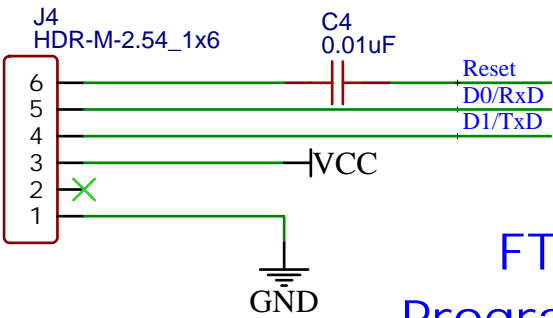 J4
HDR-M-2.54_1x6
C4
0.01uF
6
Reset
5
D0/RxD
4
D1/TxD
3
VCC
2
1
GND
FT
Progra